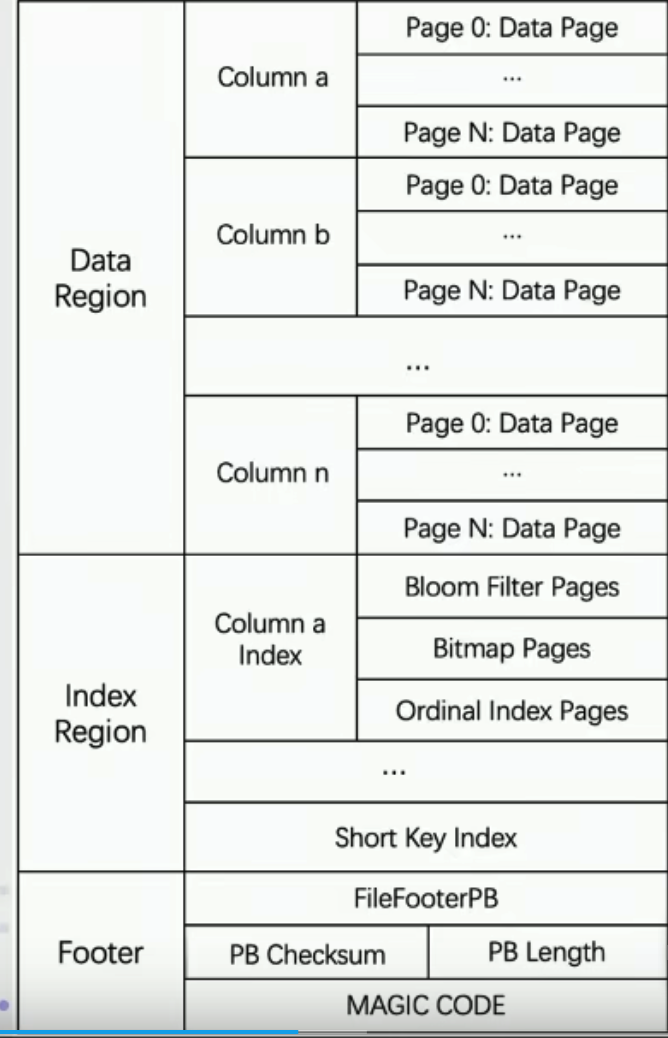 Data
Region
Column a
Page 0: Data Page
...
Page N: Data Page
Column b
Page 0: Data Page
...
Page N: Data Page
...
Column n
Page 0: Data Page
...
Page N: Data Page
Index
Region
Column a
Index
Bloom Filter Pages
Bitmap Pages
Ordinal Index Pages
...
Short Key Index
Footer
FileFooterPB
PB Checksum
PB Length
MAGIC CODE